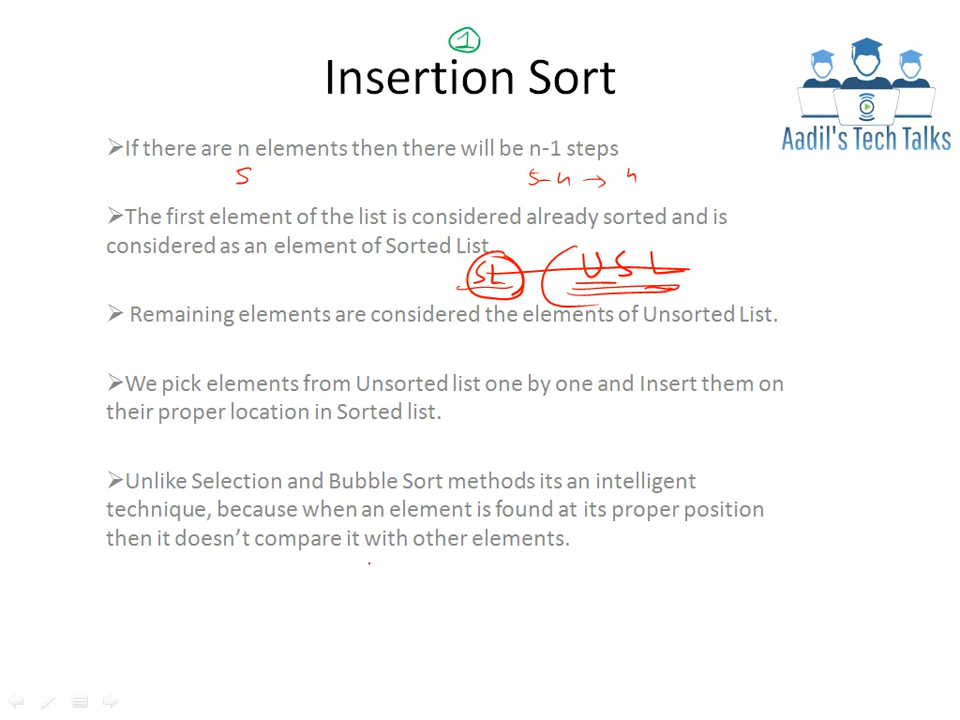 1
Insertion Sort
Aadil's Tech Talks
➢If there are n elements then there will be n-1 steps
5 5-4 → 4
➢The first element of the list is considered already sorted and is
considered as an element of Sorted List.
SL USL
➢ Remaining elements are considered the elements of Unsorted List.
➢We pick elements from Unsorted list one by one and Insert them on
their proper location in Sorted list.
➢Unlike Selection and Bubble Sort methods its an intelligent
technique, because when an element is found at its proper position
then it doesn't compare it with other elements.